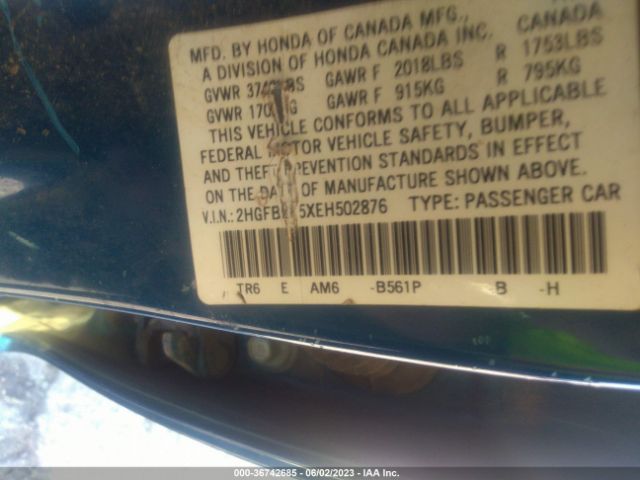 MFD. BY HONDA OF CANADA MFG., CANADA
A DIVISION OF HONDA CANADA INC.
GVWR GAWR F 2018LBS R 1753LBS
GVWR GAWR F 915KG R 795KG
THIS VEHICLE CONFORMS TO ALL APPLICABLE
FEDERAL MOTOR VEHICLE SAFETY, BUMPER,
AND THEFT PREVENTION STANDARDS IN EFFECT
ON THE DATE OF MANUFACTURE SHOWN ABOVE.
V.I.N.: TYPE: PASSENGER CAR
TR6 E AM6 -B561P B -H
000-36742685 - 06/02/2023 - IAA Inc.